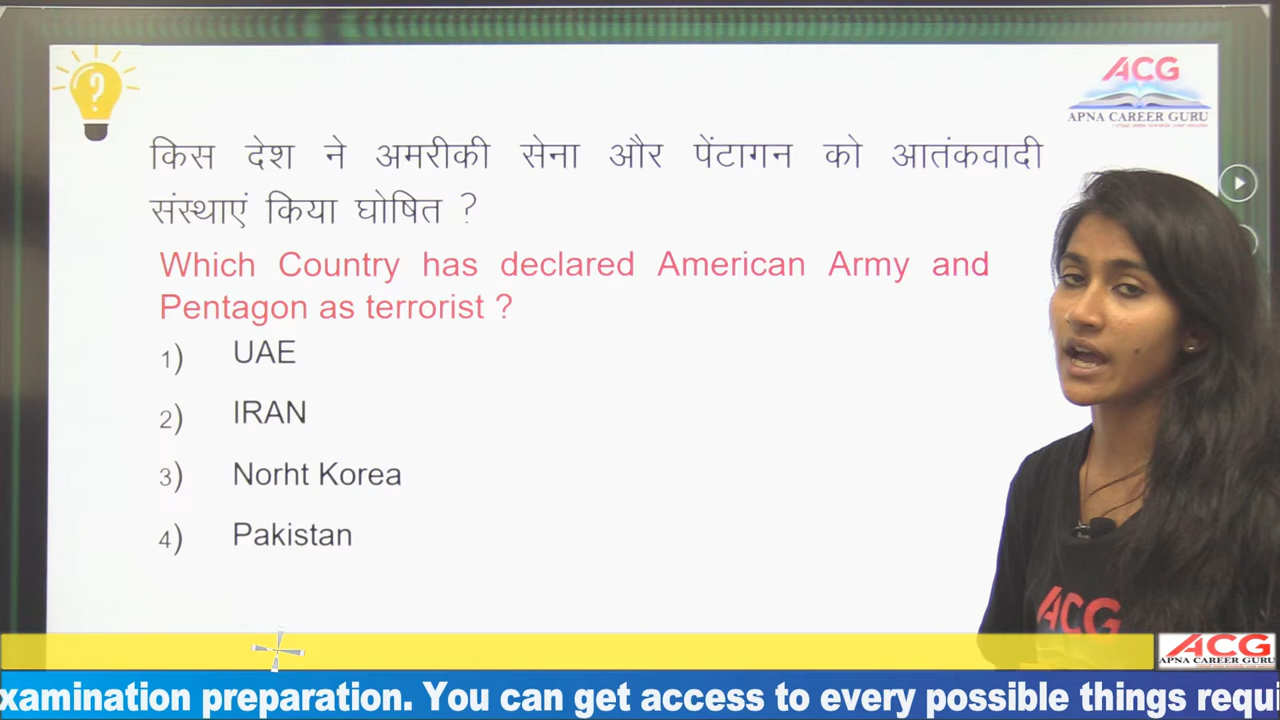 ACG
APNA CAREER GURU
किस देश ने अमरीकी सेना और पेंटागन को आतंकवादी
संस्थाएं किया घोषित ?
Which Country has declared American Army and
Pentagon as terrorist ?
1) UAE
2) IRAN
3) Norht Korea
4) Pakistan
ACG
ACG
APNA CAREER GURU
xamination preparation. You can get access to every possible things requi